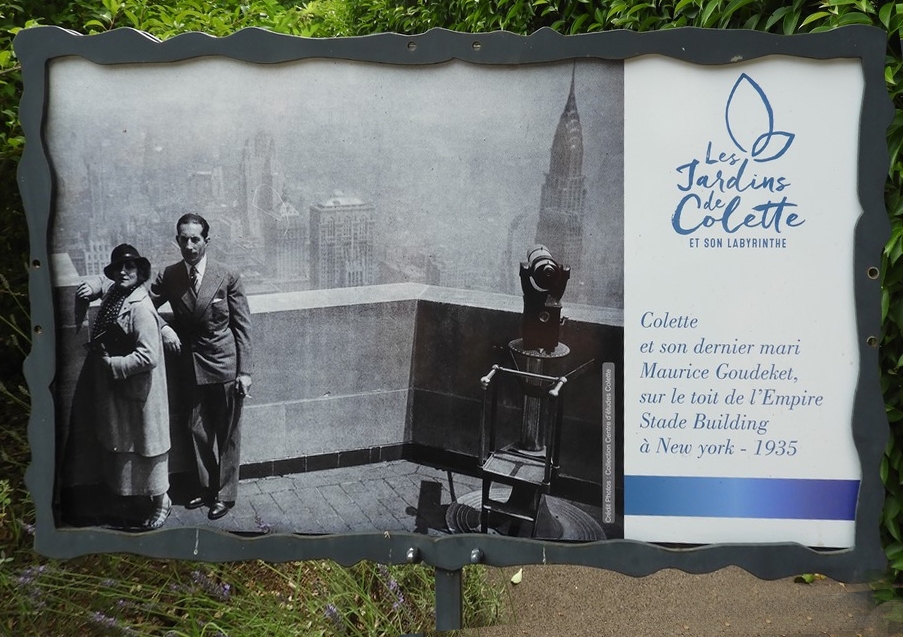 Les
Jardins
de
Colette
ET SON LABYRINTHE
Colette
et son dernier mari
Maurice Goudeket,
sur le toit de l'Empire
Stade Building
à New york - 1935
Crédit Photos : Collection Centre d'études Colette